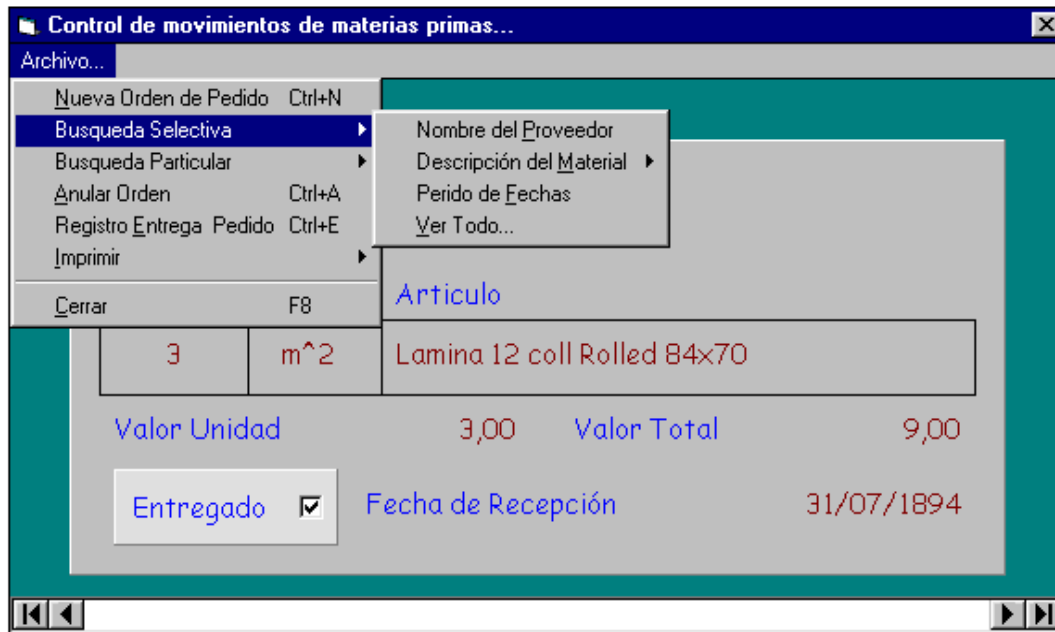 Control de movimientos de materias primas...
Archivo...
Nueva Orden de Pedido Ctrl+N
Busqueda Selectiva
Busqueda Particular
Anular Orden Ctrl+A
Registro Entrega Pedido Ctrl+E
Imprimir
Cerrar F8
Nombre del Proveedor
Descripción del Material
Perido de Fechas
Ver Todo...
Articulo
3 m^2 Lamina 12 coll Rolled 84x70
Valor Unidad 3,00 Valor Total 9,00
Entregado Fecha de Recepción 31/07/1894